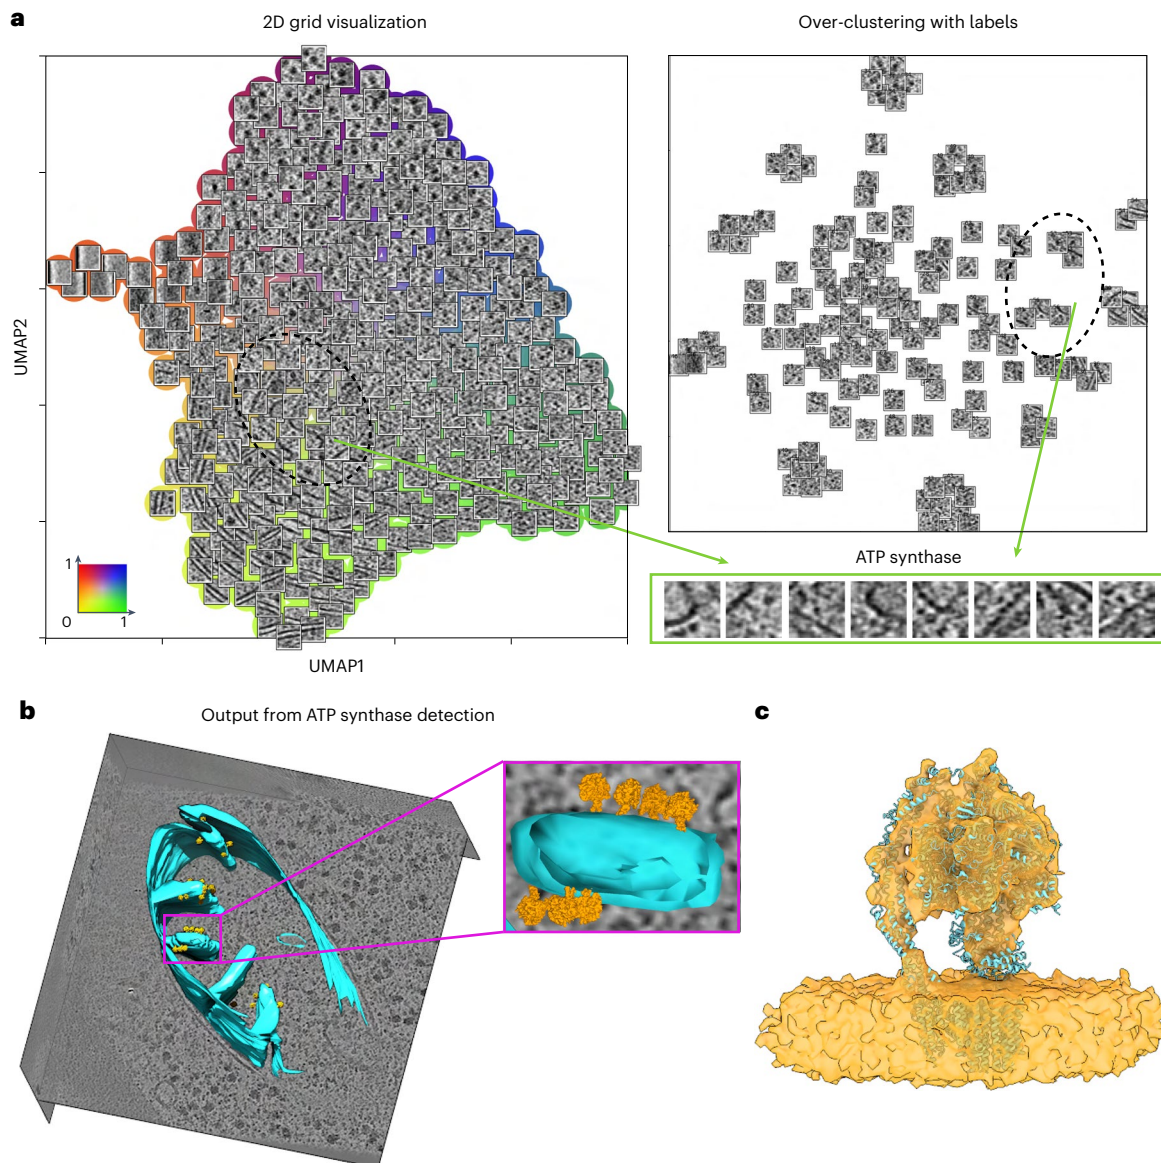 a
2D grid visualization
Over-clustering with labels
UMAP2
1
0
1
UMAP1
ATP synthase
b
Output from ATP synthase detection
c